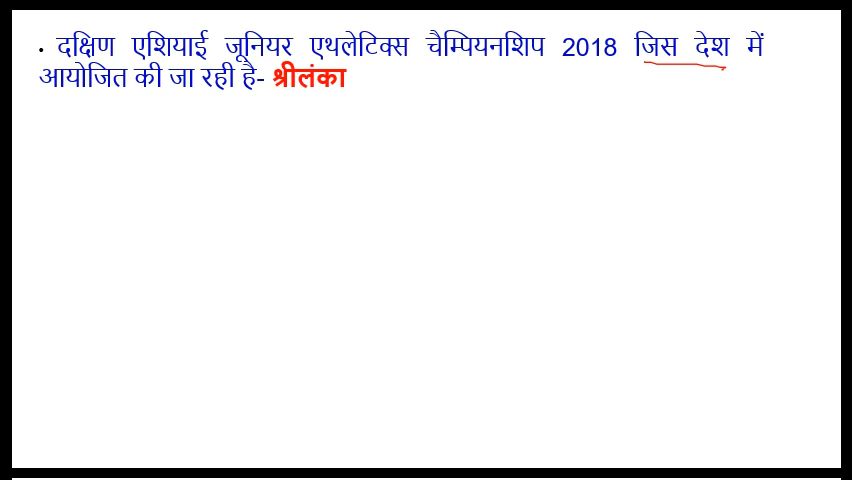 · दक्षिण एशियाई जूनियर एथलेटिक्स चैम्पियनशिप 2018 जिस देश में
आयोजित की जा रही है- श्रीलंका